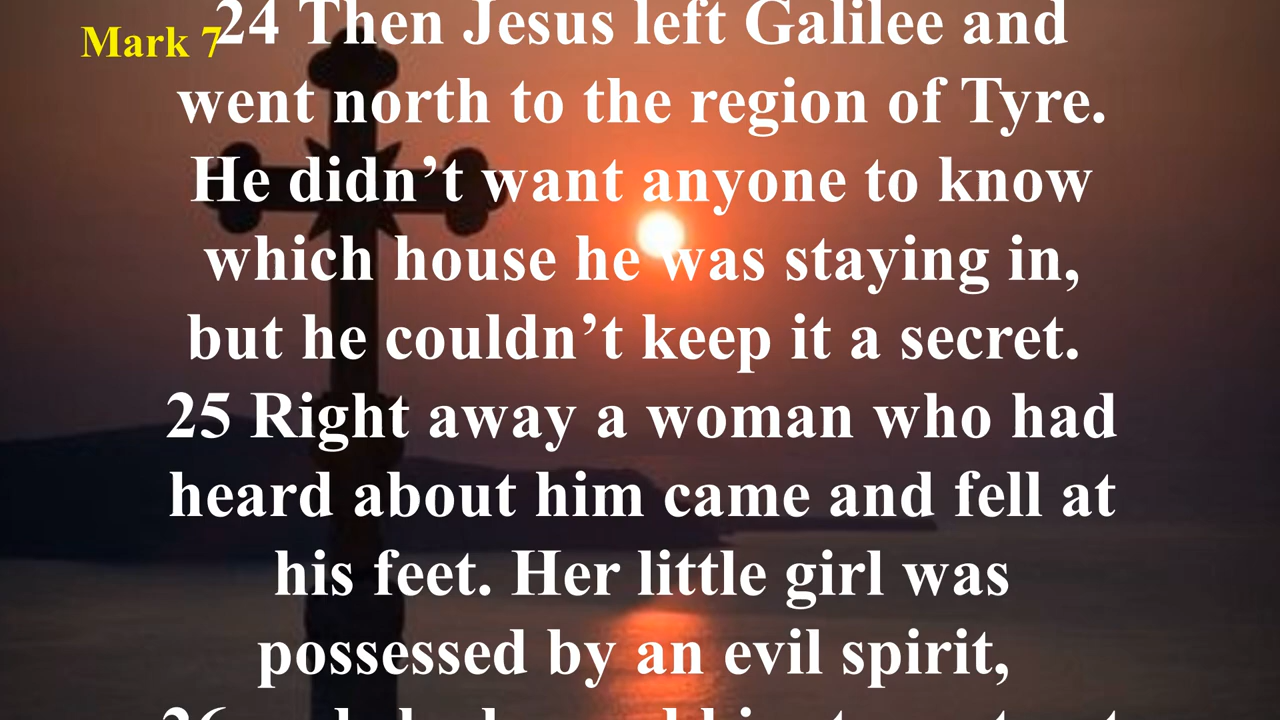 Mark 7
24 Then Jesus left Galilee and
went north to the region of Tyre.
He didn’t want anyone to know
which house he was staying in,
but he couldn’t keep it a secret.
25 Right away a woman who had
heard about him came and fell at
his feet. Her little girl was
possessed by an evil spirit,
26